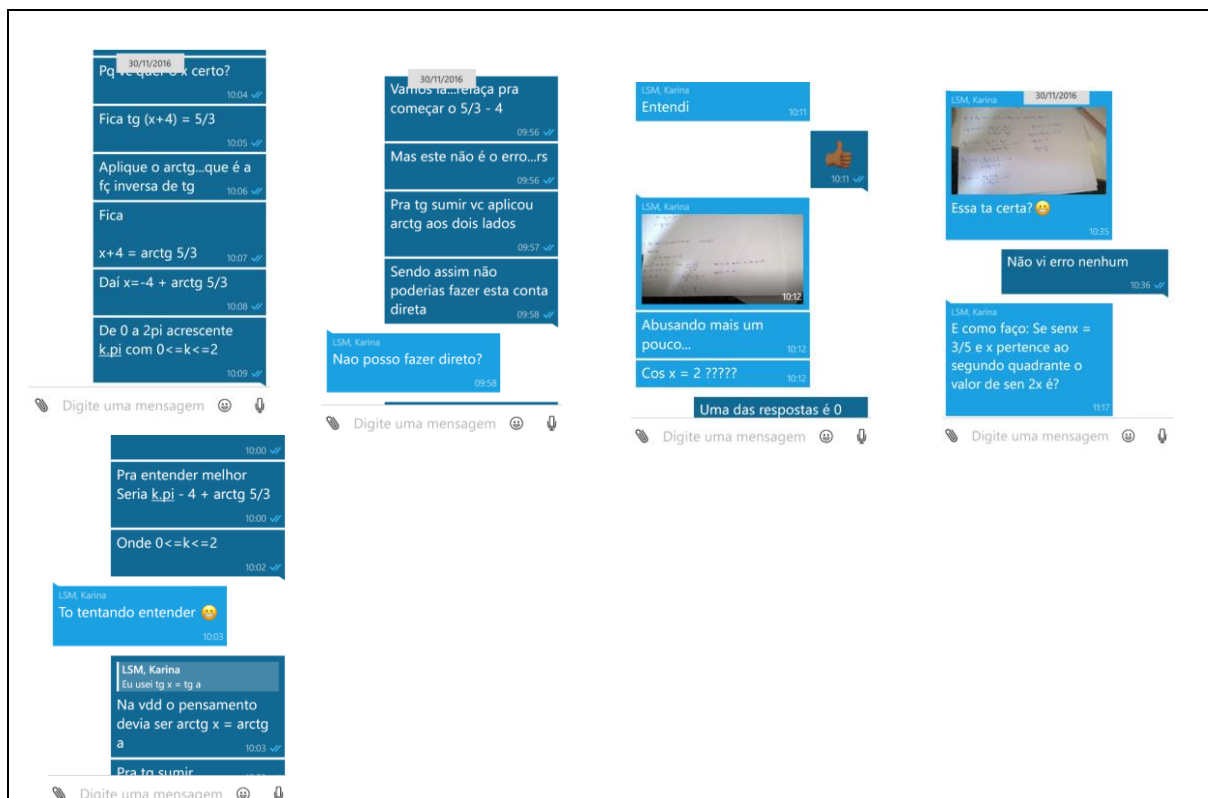 30/11/2016
Pq vc quer o x certo?
10:04
Fica tg (x+4) = 5/3
10:05
Aplique o arctg...que é a
fç inversa de tg
10:06
Fica
x+4 = arctg 5/3
10:07
Daí x=-4 + arctg 5/3
10:08
De 0 a 2pi acrescente
k.pi com 0<=k<=2
10:09
Digite uma mensagem
10:00
Pra entender melhor
Seria k.pi - 4 + arctg 5/3
10:00
Onde 0<=k<=2
10:02
LSM, Karina
To tentando entender
10:03
LSM, Karina
Eu usei tg x = tg a
Na vdd o pensamento
devia ser arctg x = arctg
a
10:03
Pra tg sumir
Digite uma mensagem
30/11/2016
Vamos lá...refaça pra
começar o 5/3 - 4
09:56
Mas este não é o erro...rs
09:56
Pra tg sumir vc aplicou
arctg aos dois lados
09:57
Sendo assim não
poderias fazer esta conta
direta
09:58
LSM, Karina
Nao posso fazer direto?
09:58
Digite uma mensagem
LSM, Karina
Entendi
10:11
10:11
LSM, Karina
10:12
Abusando mais um
pouco...
10:12
Cos x = 2 ?????
10:12
Uma das respostas é 0
Digite uma mensagem
LSM, Karina
30/11/2016
Essa ta certa?
10:35
Não vi erro nenhum
10:36
LSM, Karina
E como faço: Se senx =
3/5 e x pertence ao
segundo quadrante o
valor de sen 2x é?
11:17
Digite uma mensagem